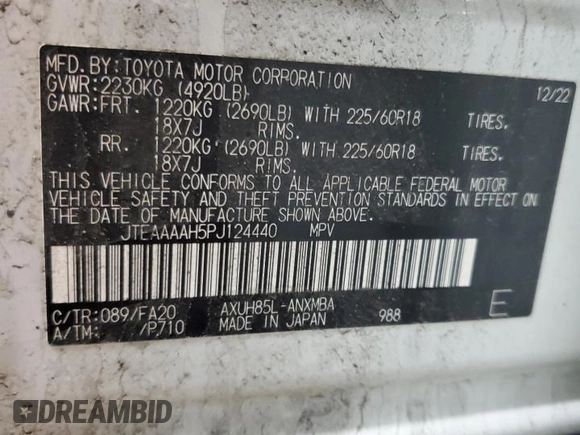 MFD. BY: TOYOTA MOTOR CORPORATION 12/22
GVWR: 2230KG (4920LB)
GAWR: FRT. 1220KG (2690LB) WITH 225/60R18 TIRES.
18X7J RIMS.
RR. 1220KG (2690LB) WITH 225/60R18 TIRES.
18X7J RIMS.
THIS VEHICLE CONFORMS TO ALL APPLICABLE FEDERAL MOTOR
VEHICLE SAFETY AND THEFT PREVENTION STANDARDS IN EFFECT ON
THE DATE OF MANUFACTURE SHOWN ABOVE.
JTEAAAAH5PJ124440 MPV
C/TR: 089/FA20 AXUH85L-ANXMBA
A/TM: /P710 MADE IN JAPAN 988 E
DREAMBID